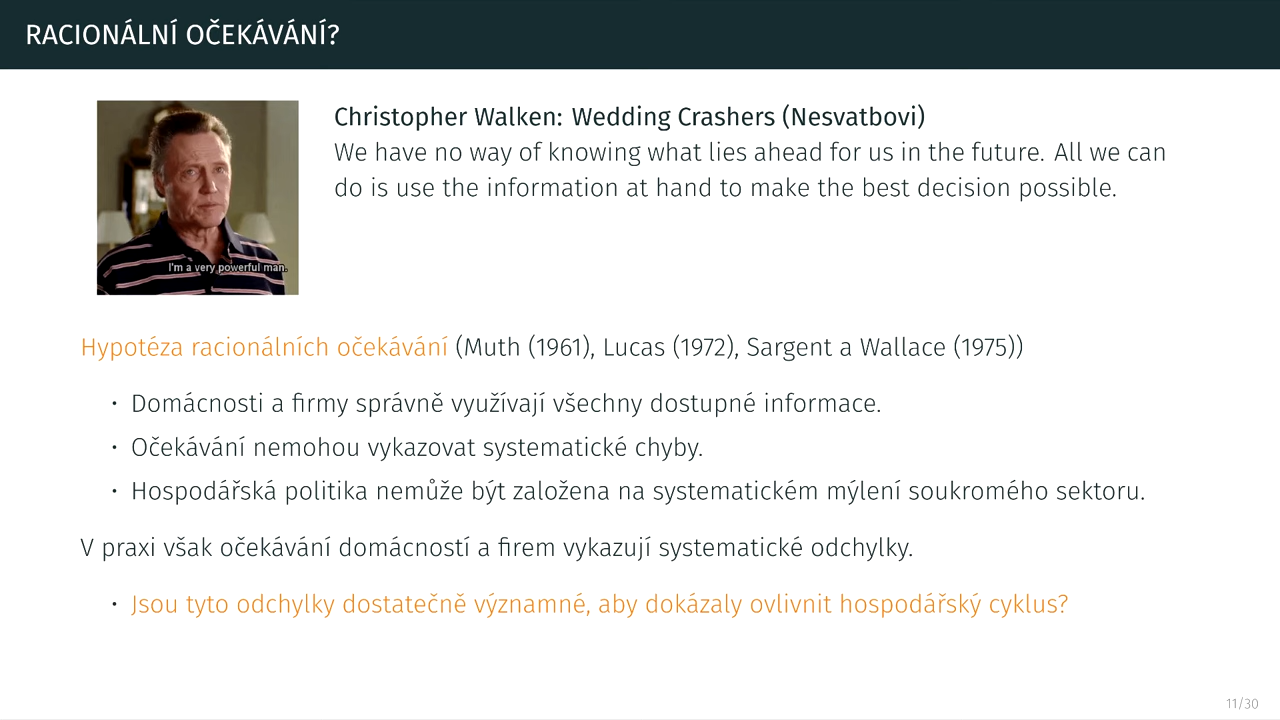 RACIONÁLNÍ OČEKÁVÁNÍ?
Christopher Walken: Wedding Crashers (Nesvatbovi)
We have no way of knowing what lies ahead for us in the future. All we can
do is use the information at hand to make the best decision possible.
I'm a very powerful man.
Hypotéza racionálních očekávání (Muth (1961), Lucas (1972), Sargent a Wallace (1975))
• Domácnosti a firmy správně využívají všechny dostupné informace.
• Očekávání nemohou vykazovat systematické chyby.
• Hospodářská politika nemůže být založena na systematickém mýlení soukromého sektoru.
V praxi však očekávání domácností a firem vykazují systematické odchylky.
• Jsou tyto odchylky dostatečně významné, aby dokázaly ovlivnit hospodářský cyklus?
11/30